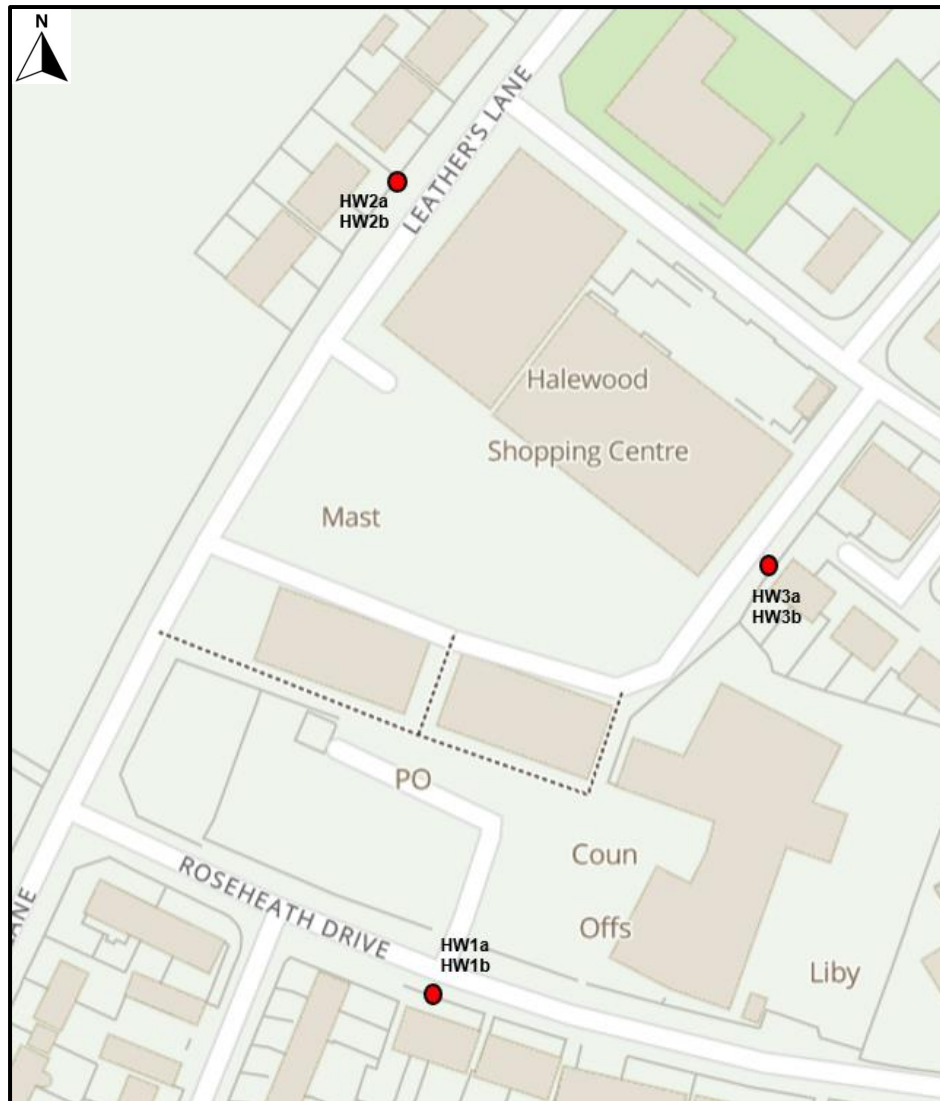 N
LEATHER'S LANE
HW2a
HW2b
Halewood
Shopping Centre
Mast
HW3a
HW3b
PO
Coun
Offs
ROSEHEATH DRIVE
ANE
HW1a
HW1b
Liby